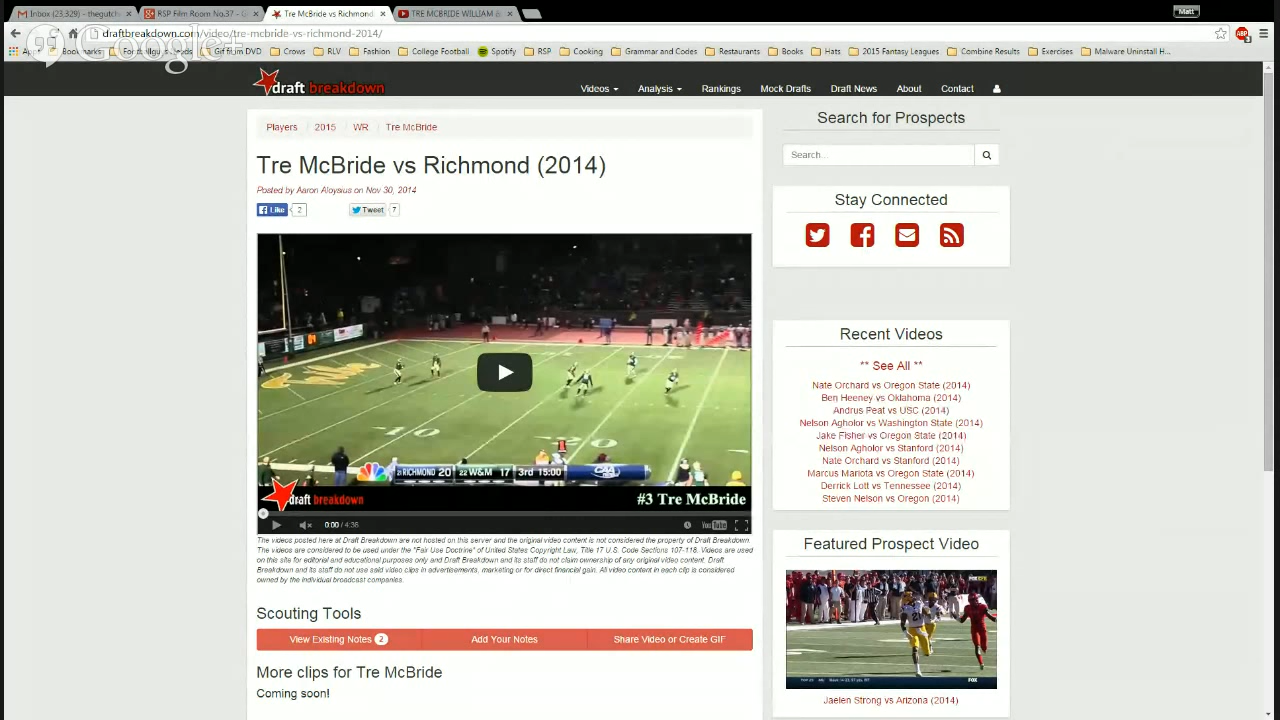 Inbox (23,329) - thegutch
RSP Film Room No.37 - G
Tre McBride vs Richmond
TRE MCBRIDE WILLIAM &
Matt
draftbreakdown.com/video/tre-mcbride-vs-richmond-2014/
Google+
Bookmarks
Crows
RLV
Fashion
College Football
Spotify
RSP
Cooking
Grammar and Codes
Restaurants
Books
Hats
2015 Fantasy Leagues
Combine Results
Exercises
Malware Uninstall H...
draft breakdown
Videos
Analysis
Rankings
Mock Drafts
Draft News
About
Contact
Players
2015
WR
Tre McBride
Tre McBride vs Richmond (2014)
Posted by Aaron Aloysius on Nov 30, 2014
Like 2
Tweet 7
10
20
21 RICHMOND 20 22 W&M 17 3rd 15:00 CAA
draft breakdown
#3 Tre McBride
0:00 / 4:36
YouTube
The videos posted here at Draft Breakdown are not hosted on this server and the original video content is not considered the property of Draft Breakdown.
The videos are considered to be used under the "Fair Use Doctrine" of United States Copyright Law, Title 17 U.S. Code Sections 107-118. Videos are used
on this site for editorial and educational purposes only and Draft Breakdown and its staff do not claim ownership of any original video content. Draft
Breakdown and its staff do not use said video clips in advertisements, marketing or for direct financial gain. All video content in each clip is considered
owned by the individual broadcast companies.
Scouting Tools
View Existing Notes 2
Add Your Notes
Share Video or Create GIF
More clips for Tre McBride
Coming soon!
Search for Prospects
Search...
Stay Connected
Recent Videos
** See All **
Nate Orchard vs Oregon State (2014)
Ben Heeney vs Oklahoma (2014)
Andrus Peat vs USC (2014)
Nelson Agholor vs Washington State (2014)
Jake Fisher vs Oregon State (2014)
Nelson Agholor vs Stanford (2014)
Nate Orchard vs Stanford (2014)
Marcus Mariota vs Oregon State (2014)
Derrick Lott vs Tennessee (2014)
Steven Nelson vs Oregon (2014)
Featured Prospect Video
FOX
Jaelen Strong vs Arizona (2014)